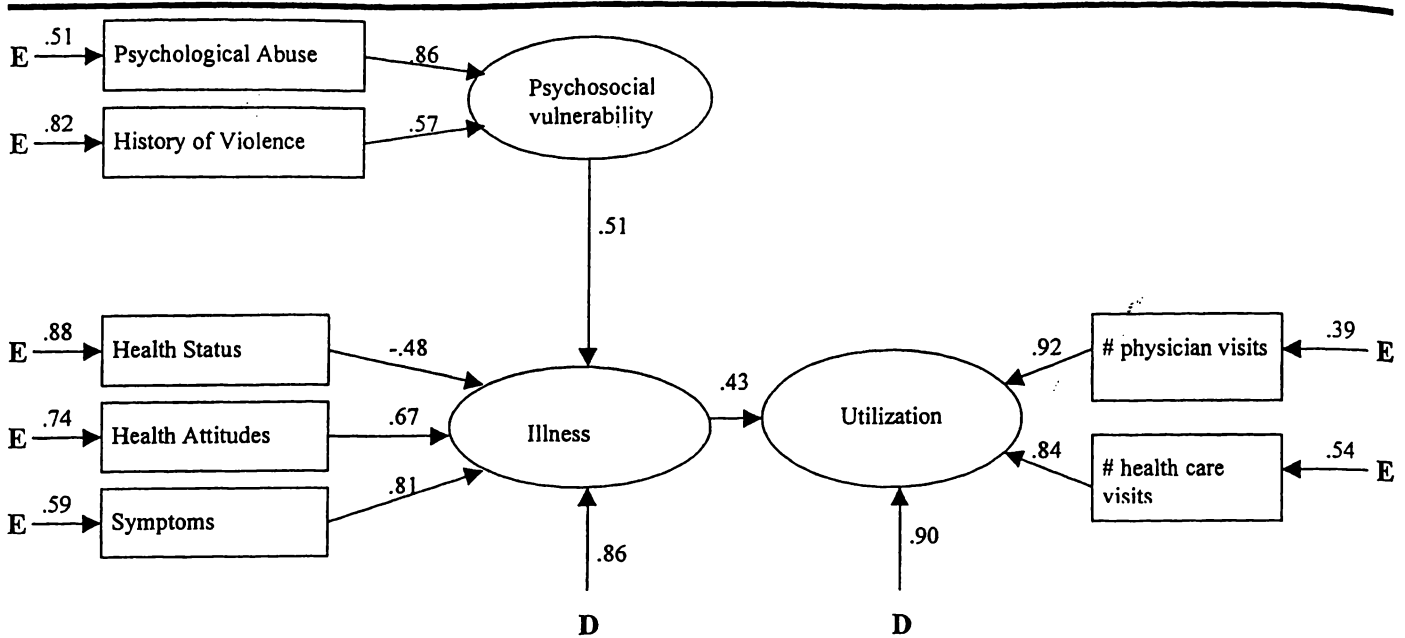 E .51 Psychological Abuse .86
Psychosocial
vulnerability
E .82 History of Violence .57
.51
E .88 Health Status -.48
E .74 Health Attitudes .67
Illness
E .59 Symptoms .81
.43
Utilization
.92 # physician visits .39 E
.84 # health care
visits .54 E
.86
D
.90
D